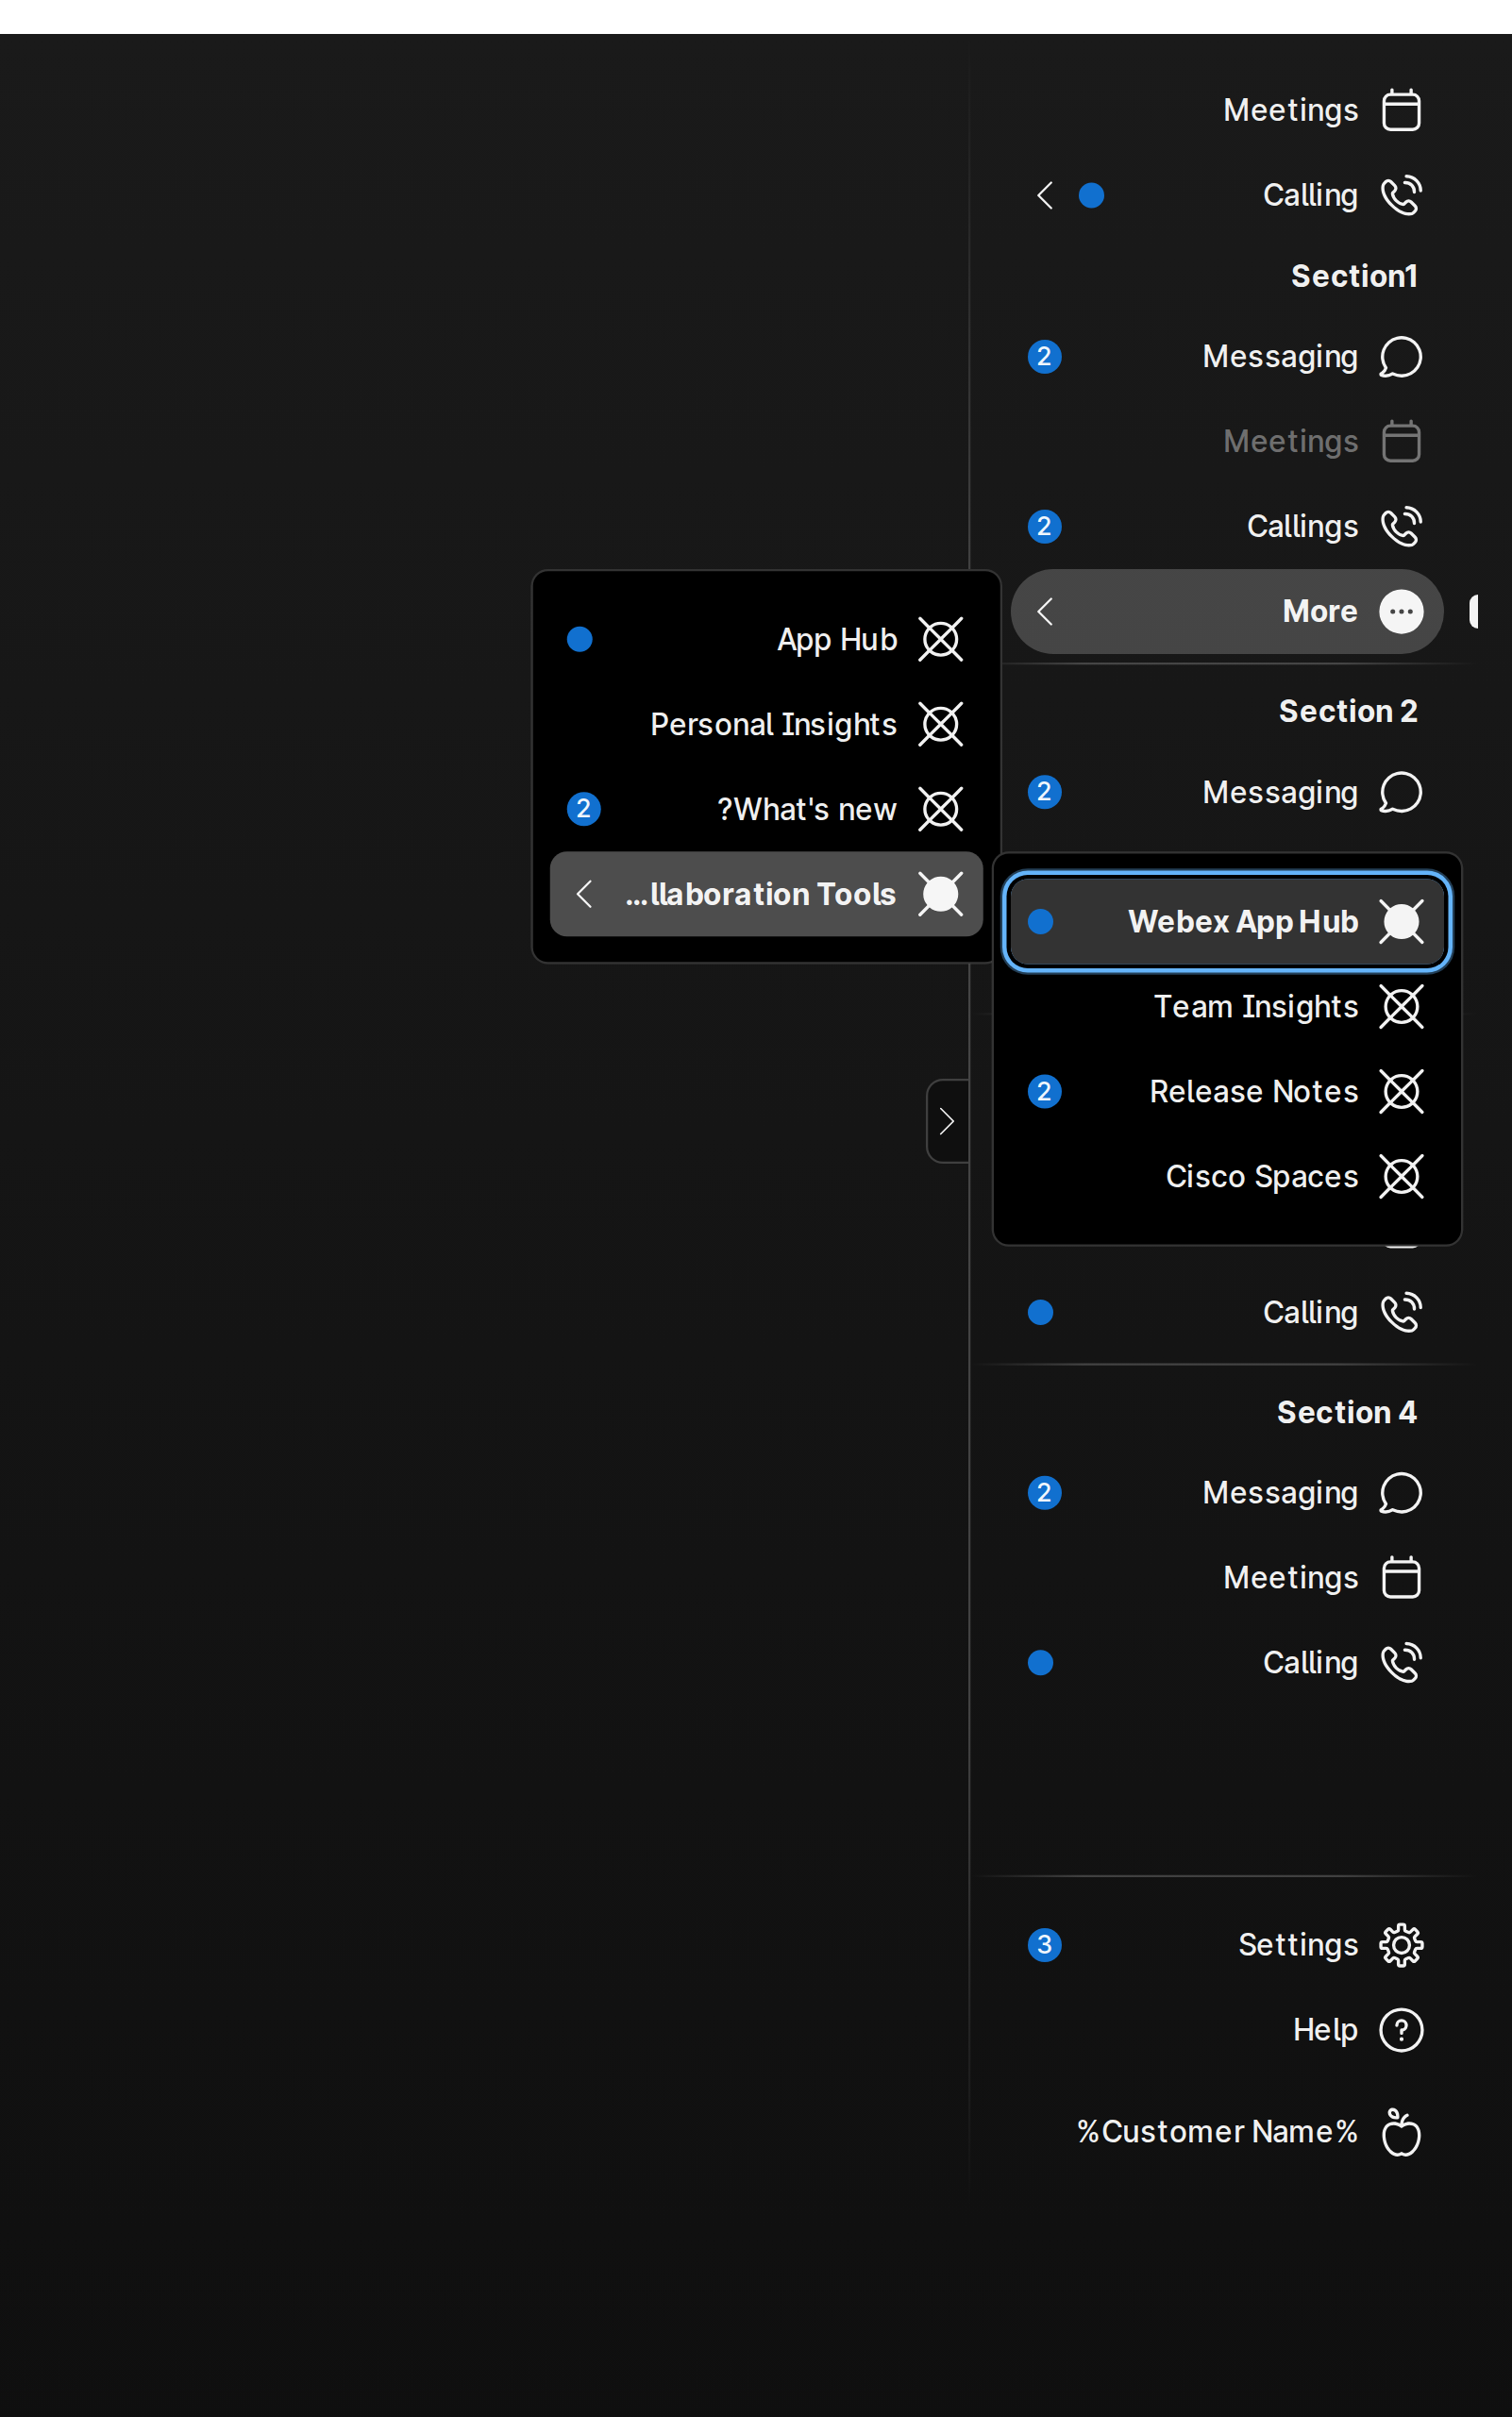 Meetings
Calling
Section1
Messaging
2
Meetings
Callings
2
More
App Hub
Personal Insights
?What's new
2
...llaboration Tools
Section 2
Messaging
2
Webex App Hub
Team Insights
Release Notes
2
Cisco Spaces
Calling
Section 4
Messaging
2
Meetings
Calling
Settings
3
Help
%Customer Name%